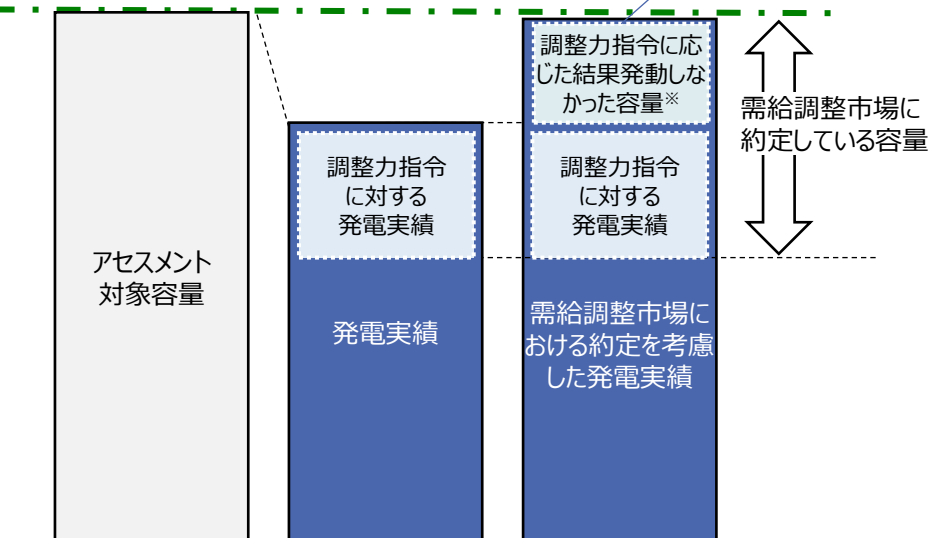 アセスメント
対象容量
調整力指令
に対する
発電実績
発電実績
調整力指令に応
じた結果発動しな
かった容量※
調整力指令
に対する
発電実績
需給調整市場に
おける約定を考慮
した発電実績
需給調整市場に
約定している容量